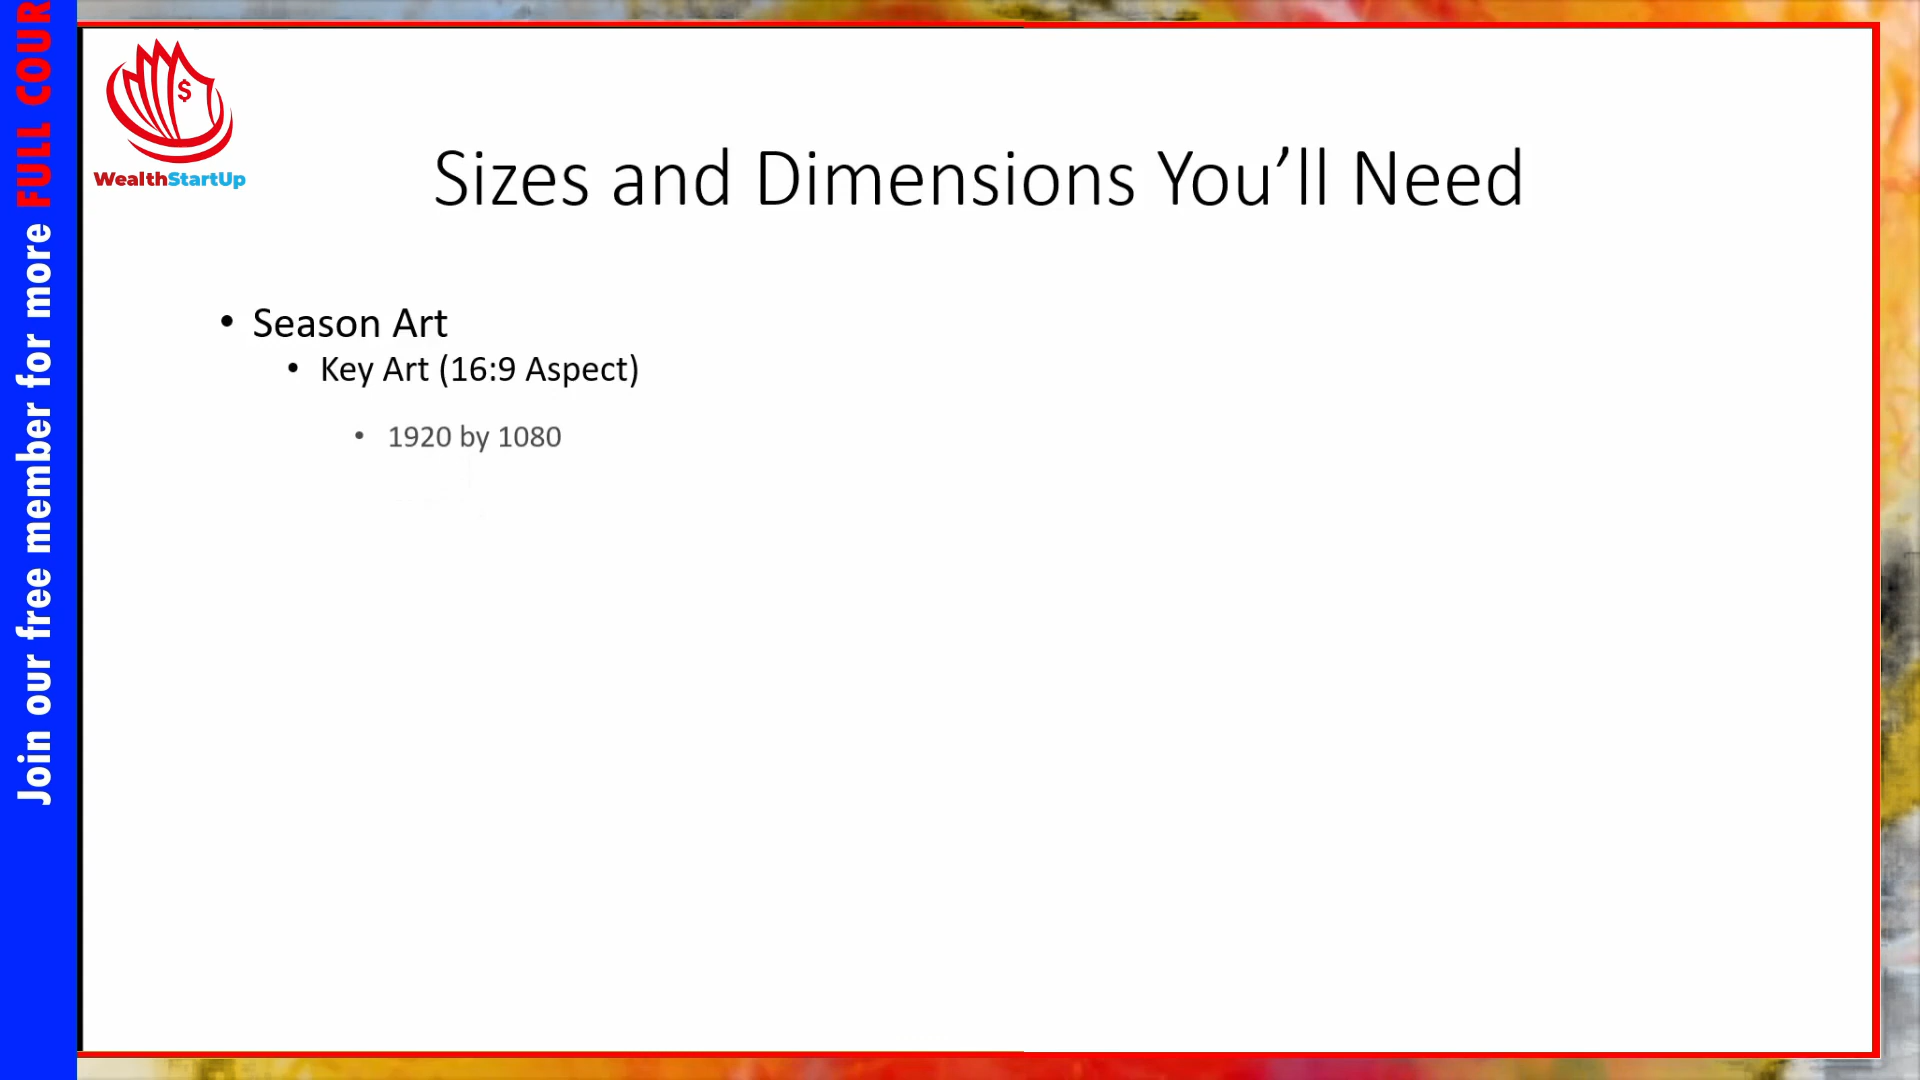 Join our free member for more FULL COUR
$
WealthStartUp
Sizes and Dimensions You’ll Need
• Season Art
• Key Art (16:9 Aspect)
• 1920 by 1080